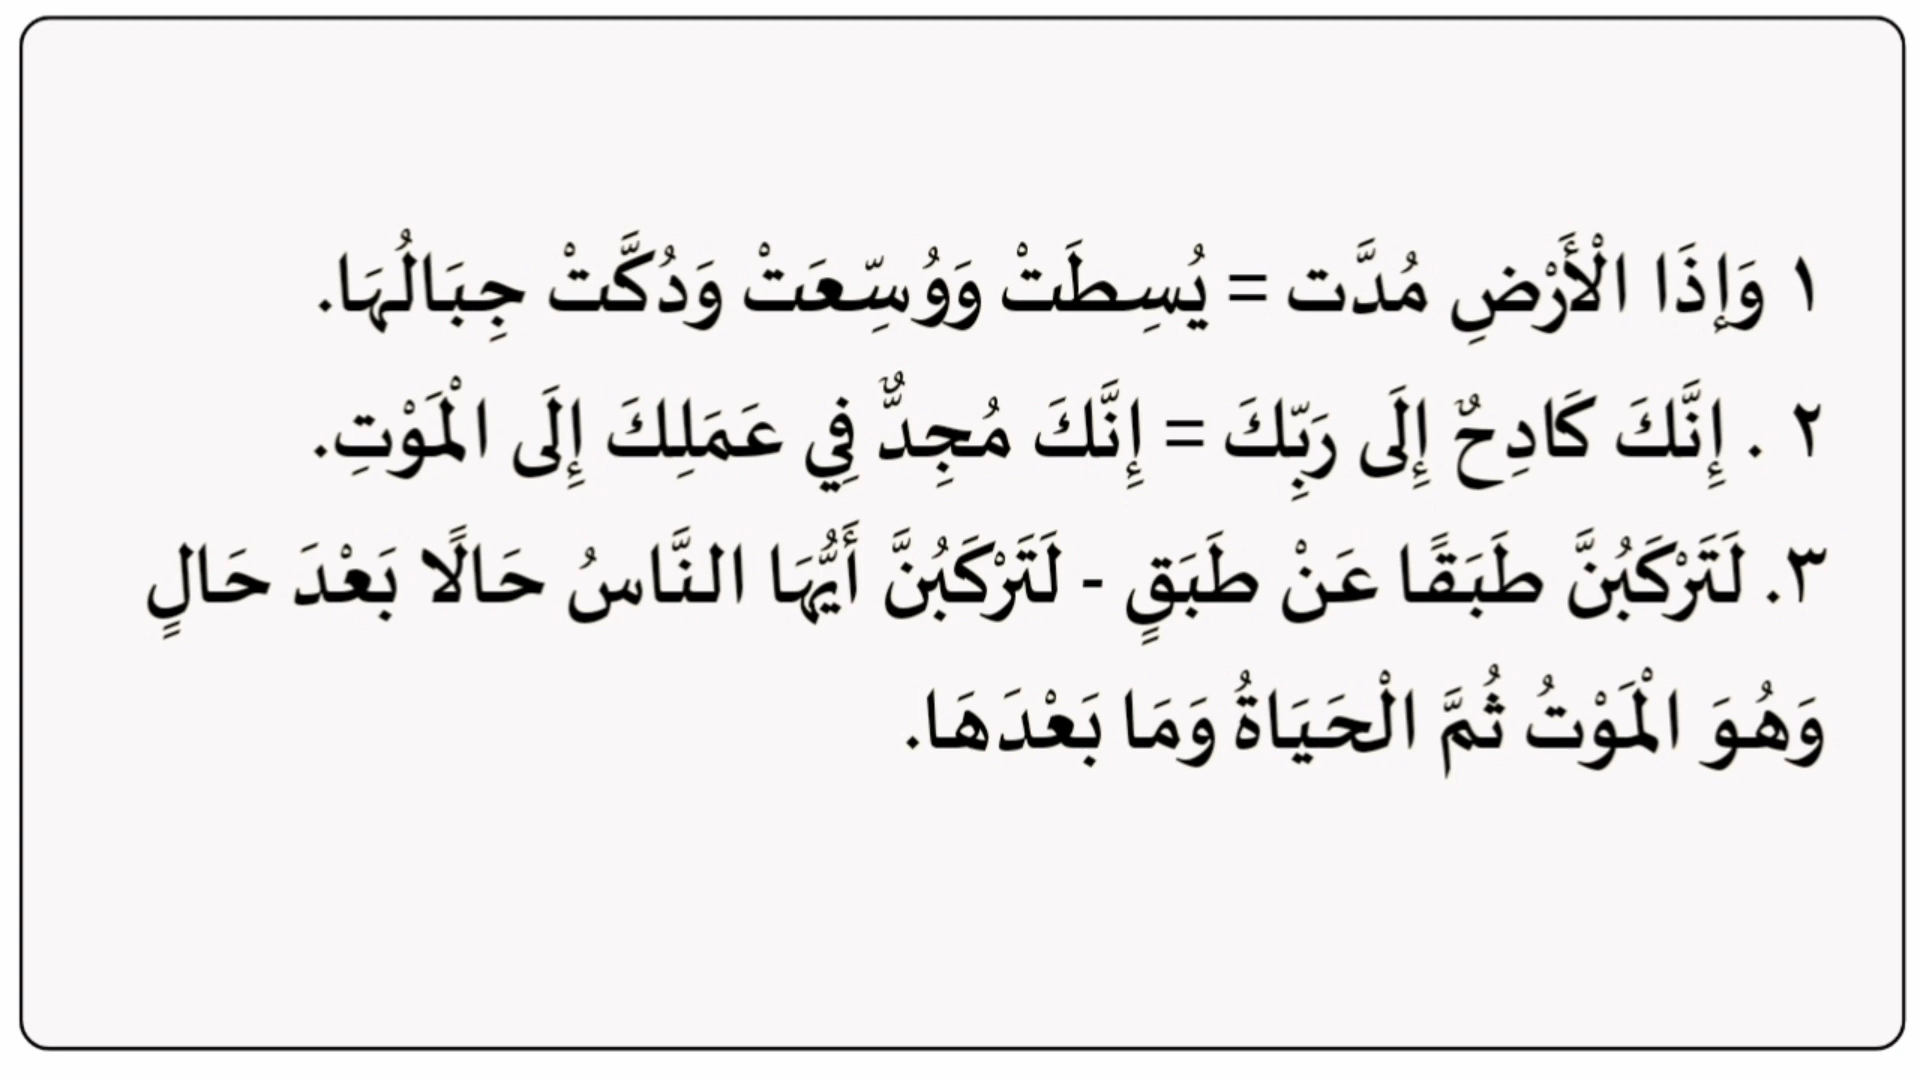 ١ وَإِذَا الْأَرْضِ مُدَّت = يُسِطَتْ وَوُسِّعَتْ وَدُكَّتْ جِبَالُهَا.
٢ . إِنَّكَ كَادِحٌ إِلَى رَبِّكَ = إِنَّكَ مُجِدٌّ فِي عَمَلِكَ إِلَى الْمَوْتِ.
٣. لَتَرْكَبُنَّ طَبَقًا عَنْ طَبَقٍ - لَتَرْكَبُنَّ أَيُّهَا النَّاسُ حَالًا بَعْدَ حَالٍ
وَهُوَ الْمَوْتُ ثُمَّ الْحَيَاةُ وَمَا بَعْدَهَا.